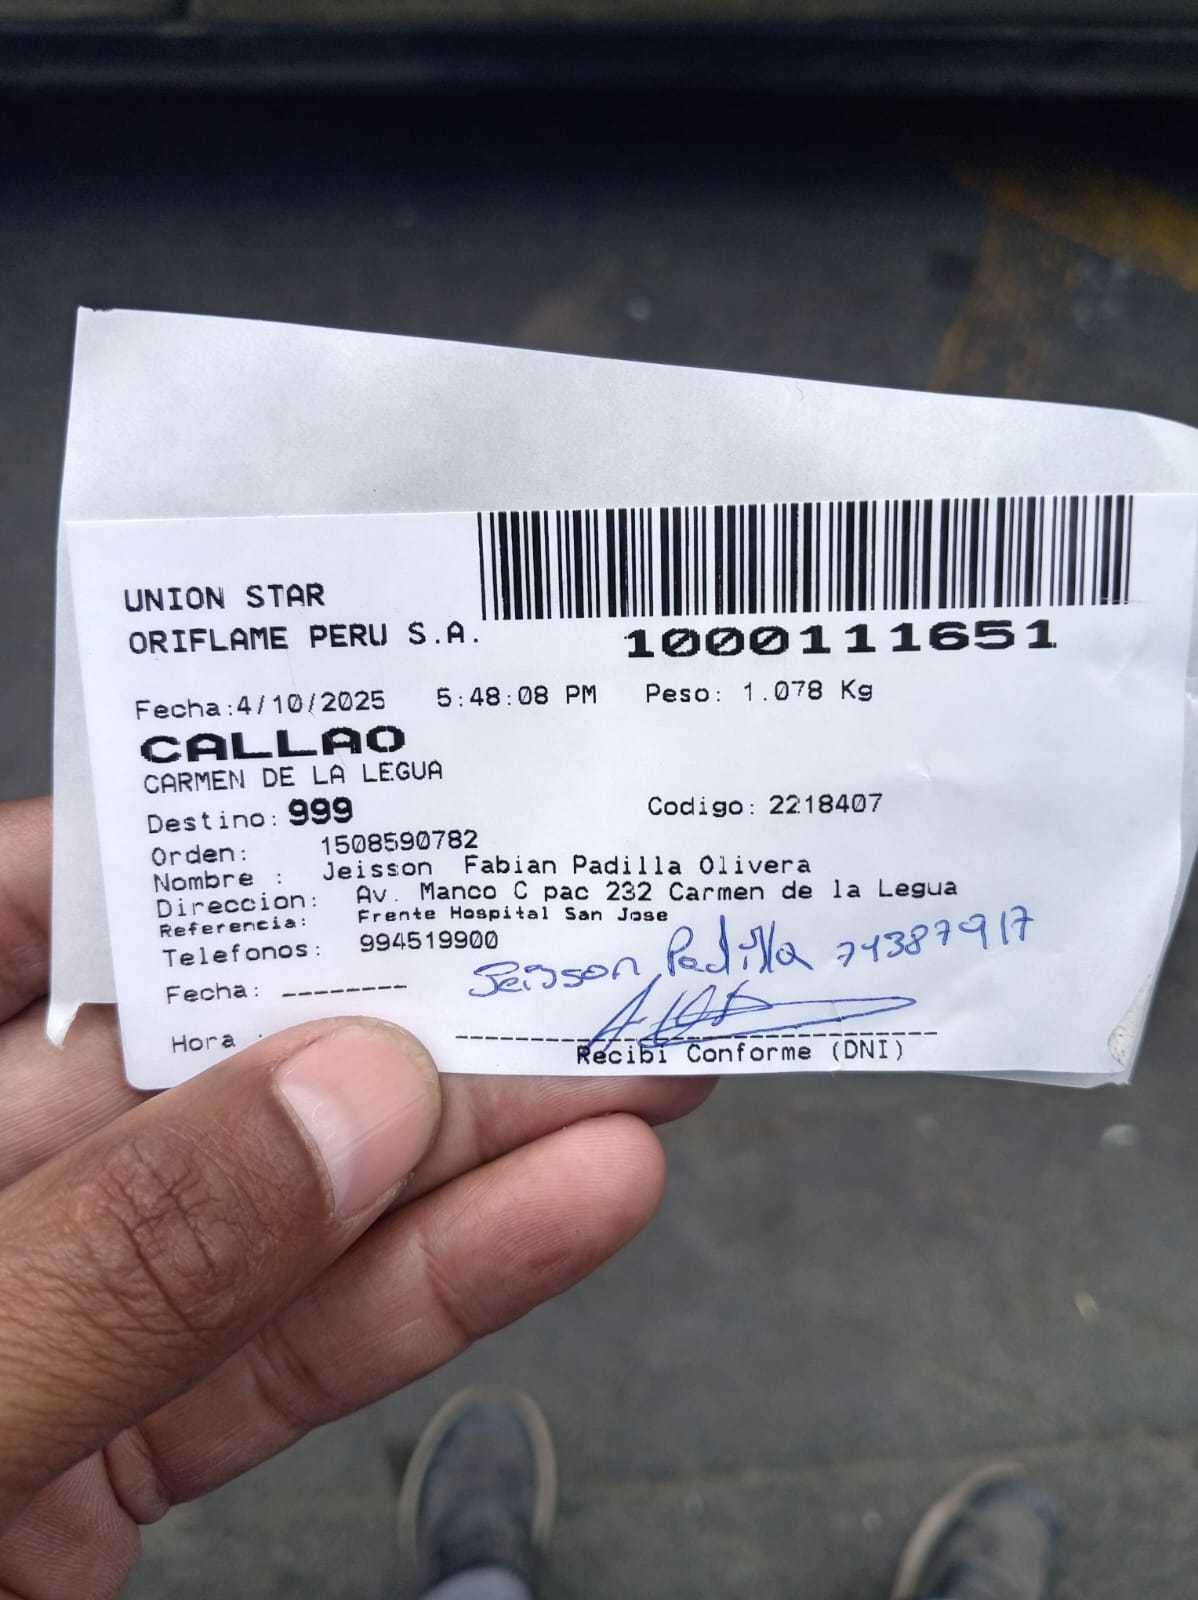 UNION STAR
ORIFLAME PERU S.A.
1000111651
Fecha:4/10/2025 5:48:08 PM Peso: 1.078 Kg
CALLAO
CARMEN DE LA LEGUA
Destino: 999 Codigo: 2218407
Orden: 1508590782
Nombre : Jeisson Fabian Padilla Olivera
Direccion: Av. Manco C pac 232 Carmen de la Legua
Referencia: Frente Hospital San Jose
Telefonos: 994519900
Jeisson Padilla 74387917
Fecha: --------
Hora :
Recibi Conforme (DNI)